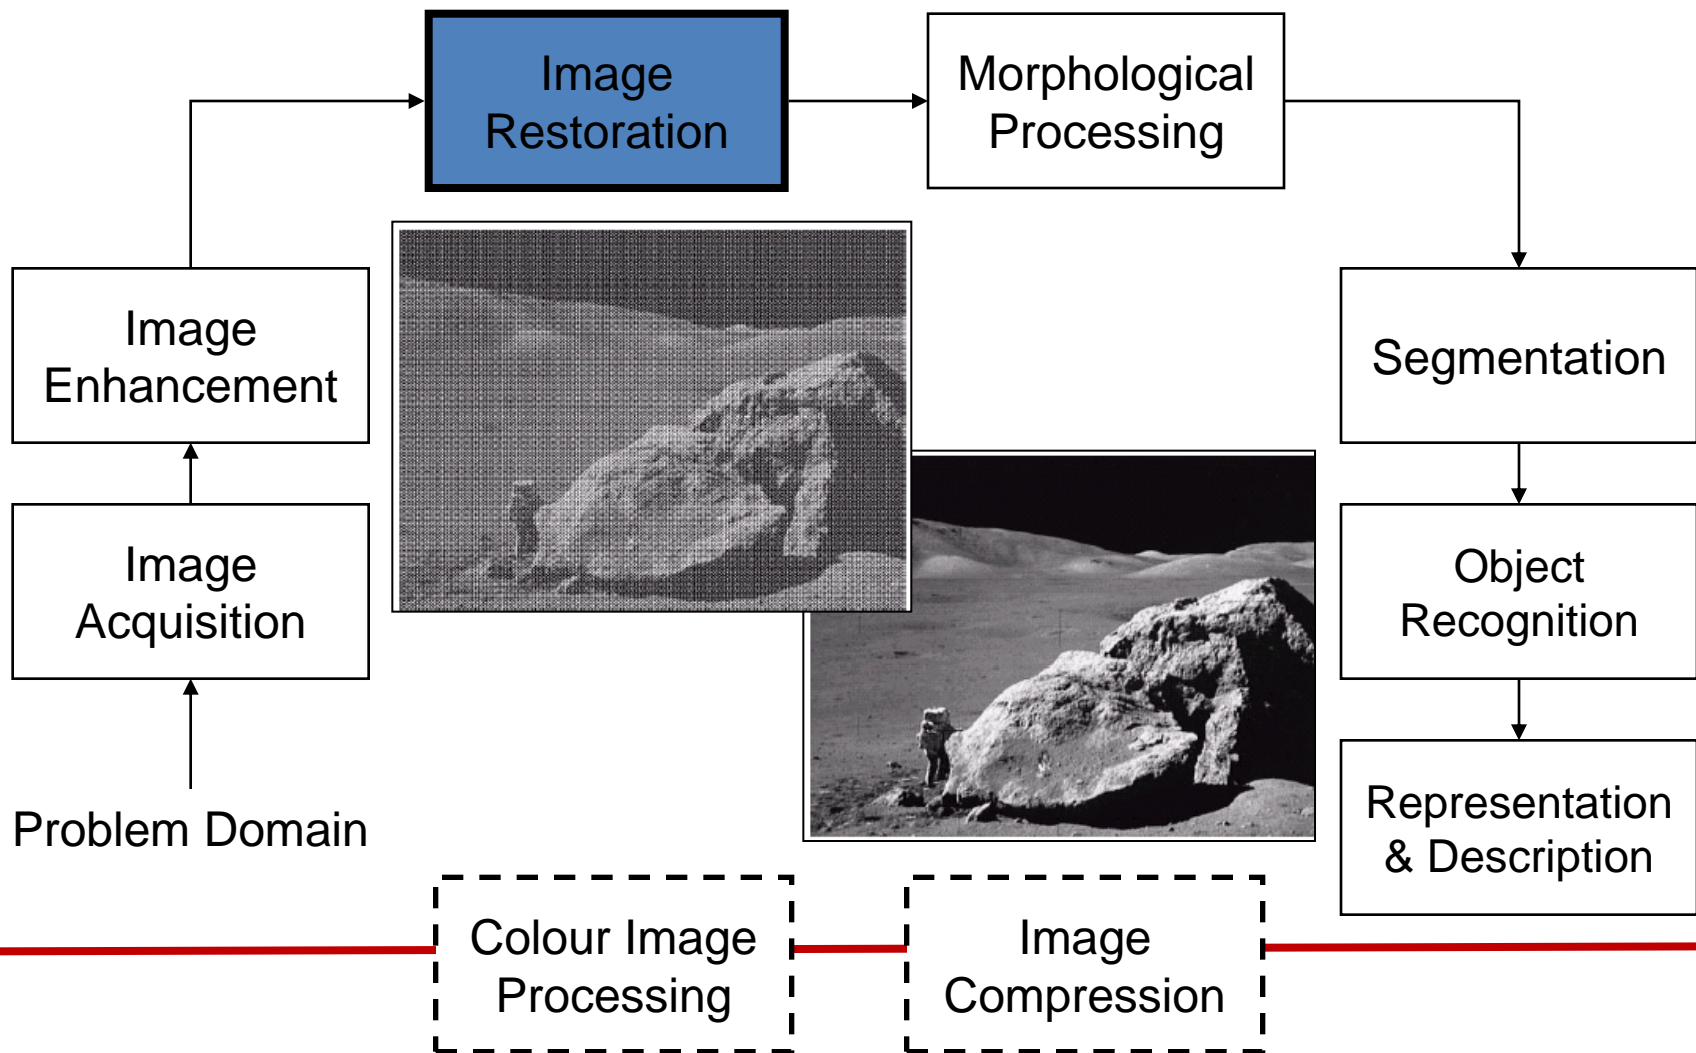 Image
Restoration
Morphological
Processing
Image
Enhancement
Segmentation
Image
Acquisition
Object
Recognition
Problem Domain
Representation
& Description
Colour Image
Processing
Image
Compression